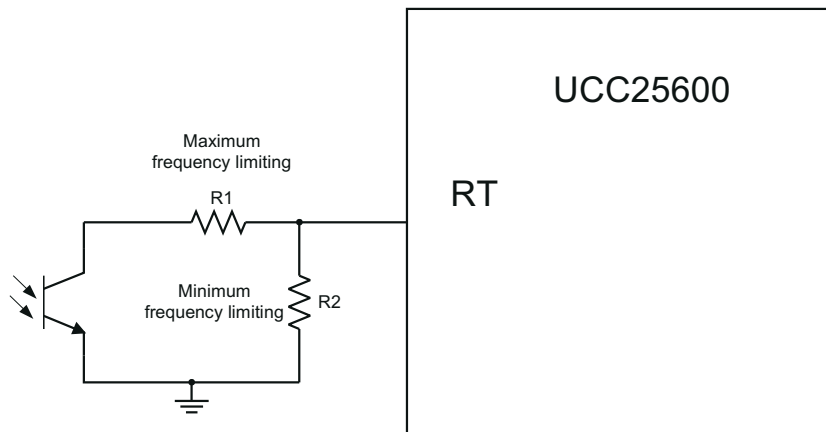 UCC25600
Maximum
frequency limiting
R1
RT
Minimum
frequency limiting
R2